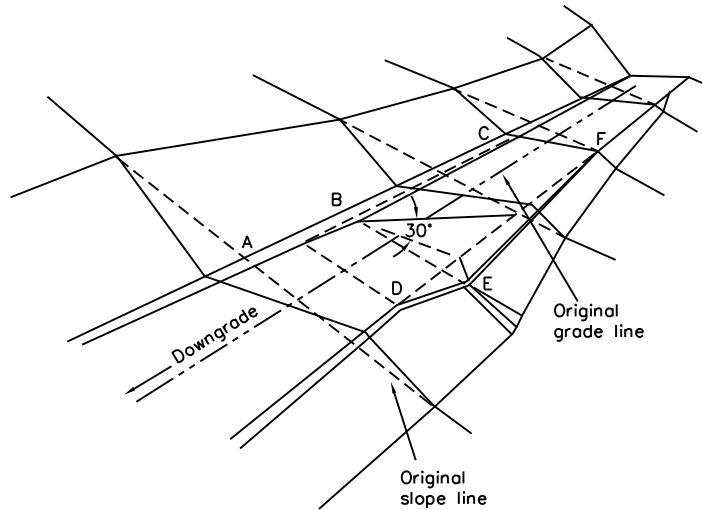 C
F
B
30°
A
D
E
Downgrade
Original
grade line
Original
slope line